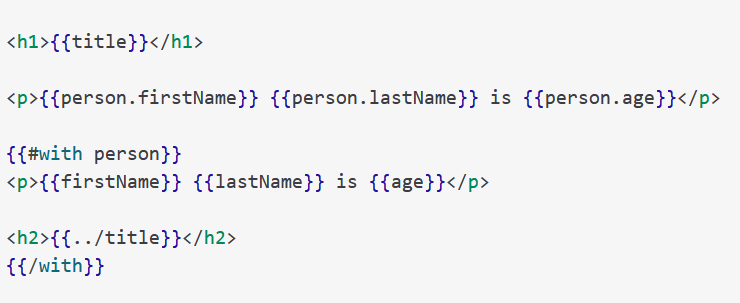 <h1>{{title}}</h1>
<p>{{person.firstName}} {{person.lastName}} is {{person.age}}</p>
{{#with person}}
<p>{{firstName}} {{lastName}} is {{age}}</p>
<h2>{{../title}}</h2>
{{/with}}